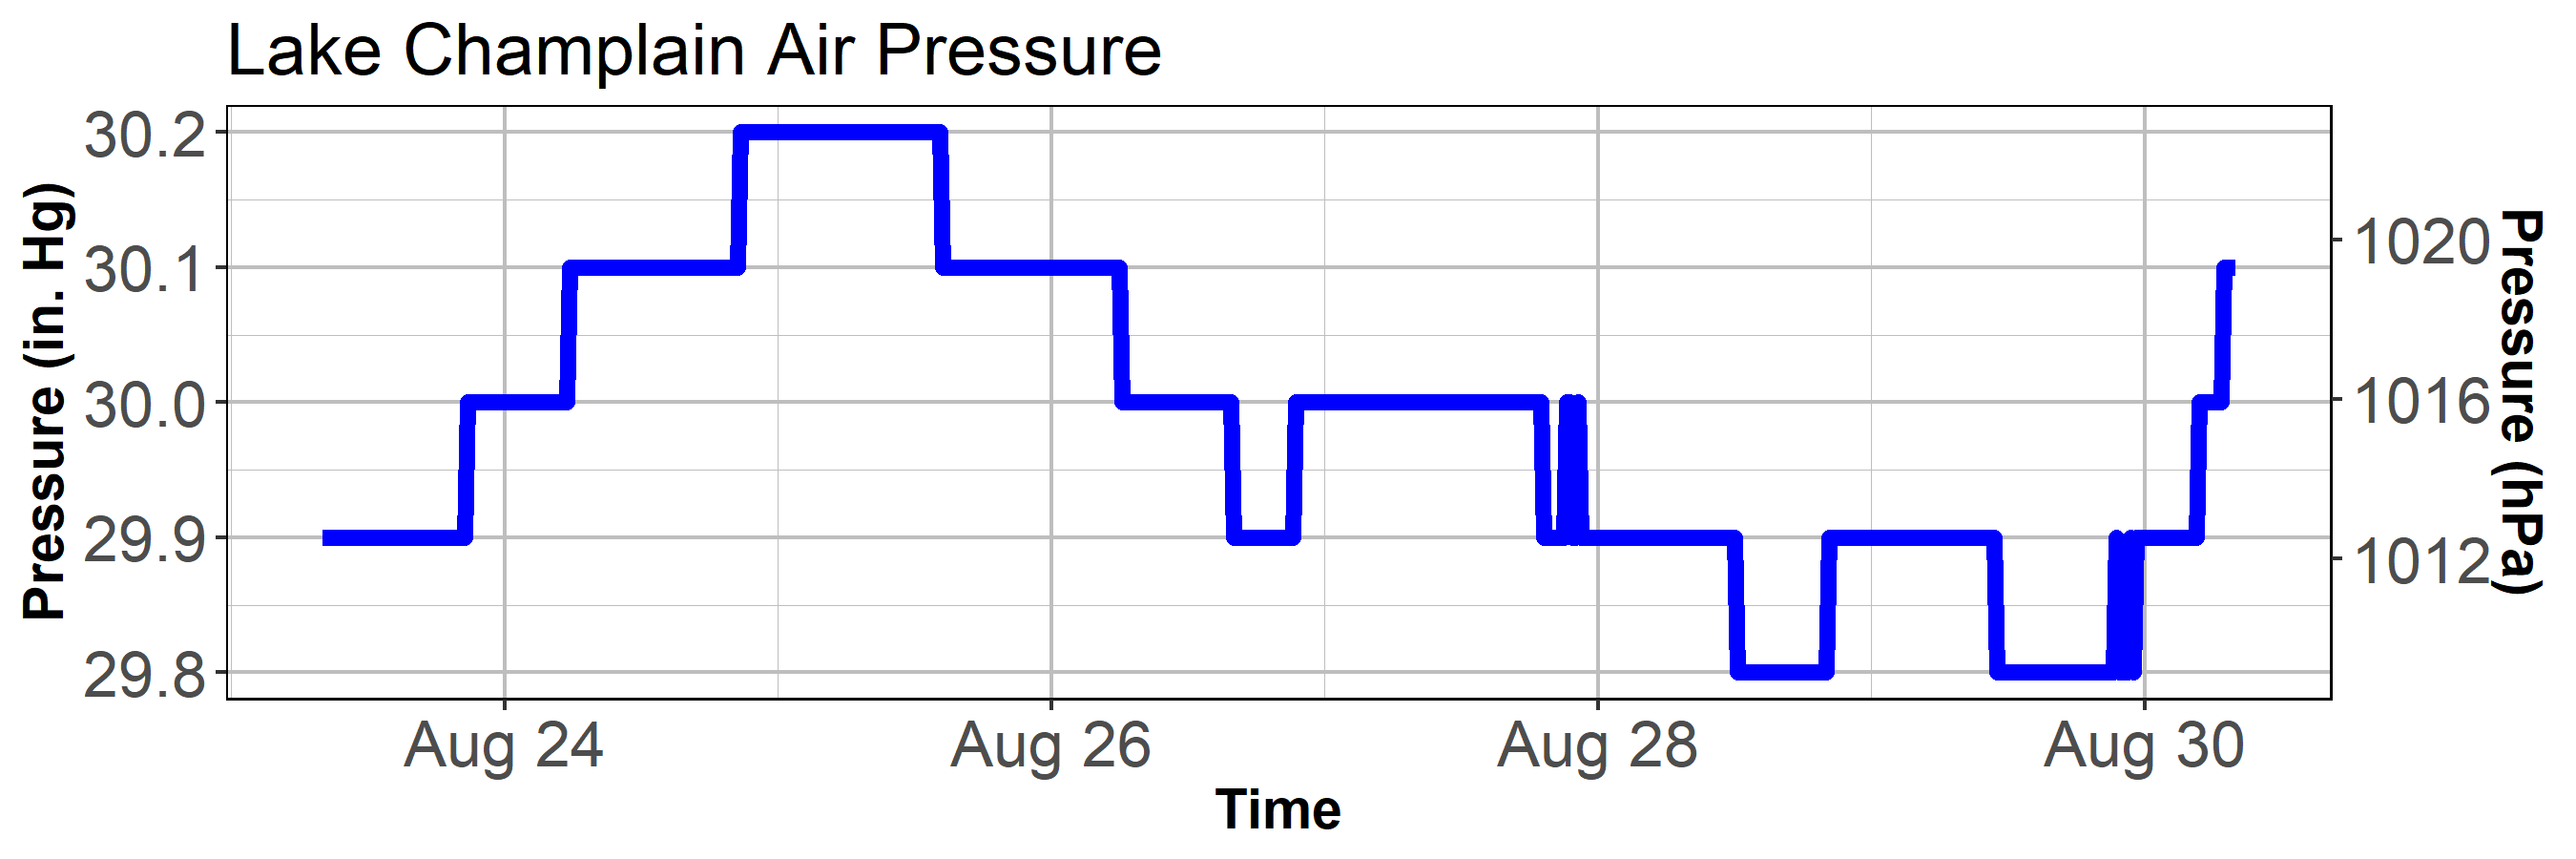 Lake Champlain Air Pressure
30.2
30.1
30.0
29.9
29.8
Pressure (in. Hg)
1020
1016
1012
Pressure (hPa)
Aug 24
Aug 26
Aug 28
Aug 30
Time